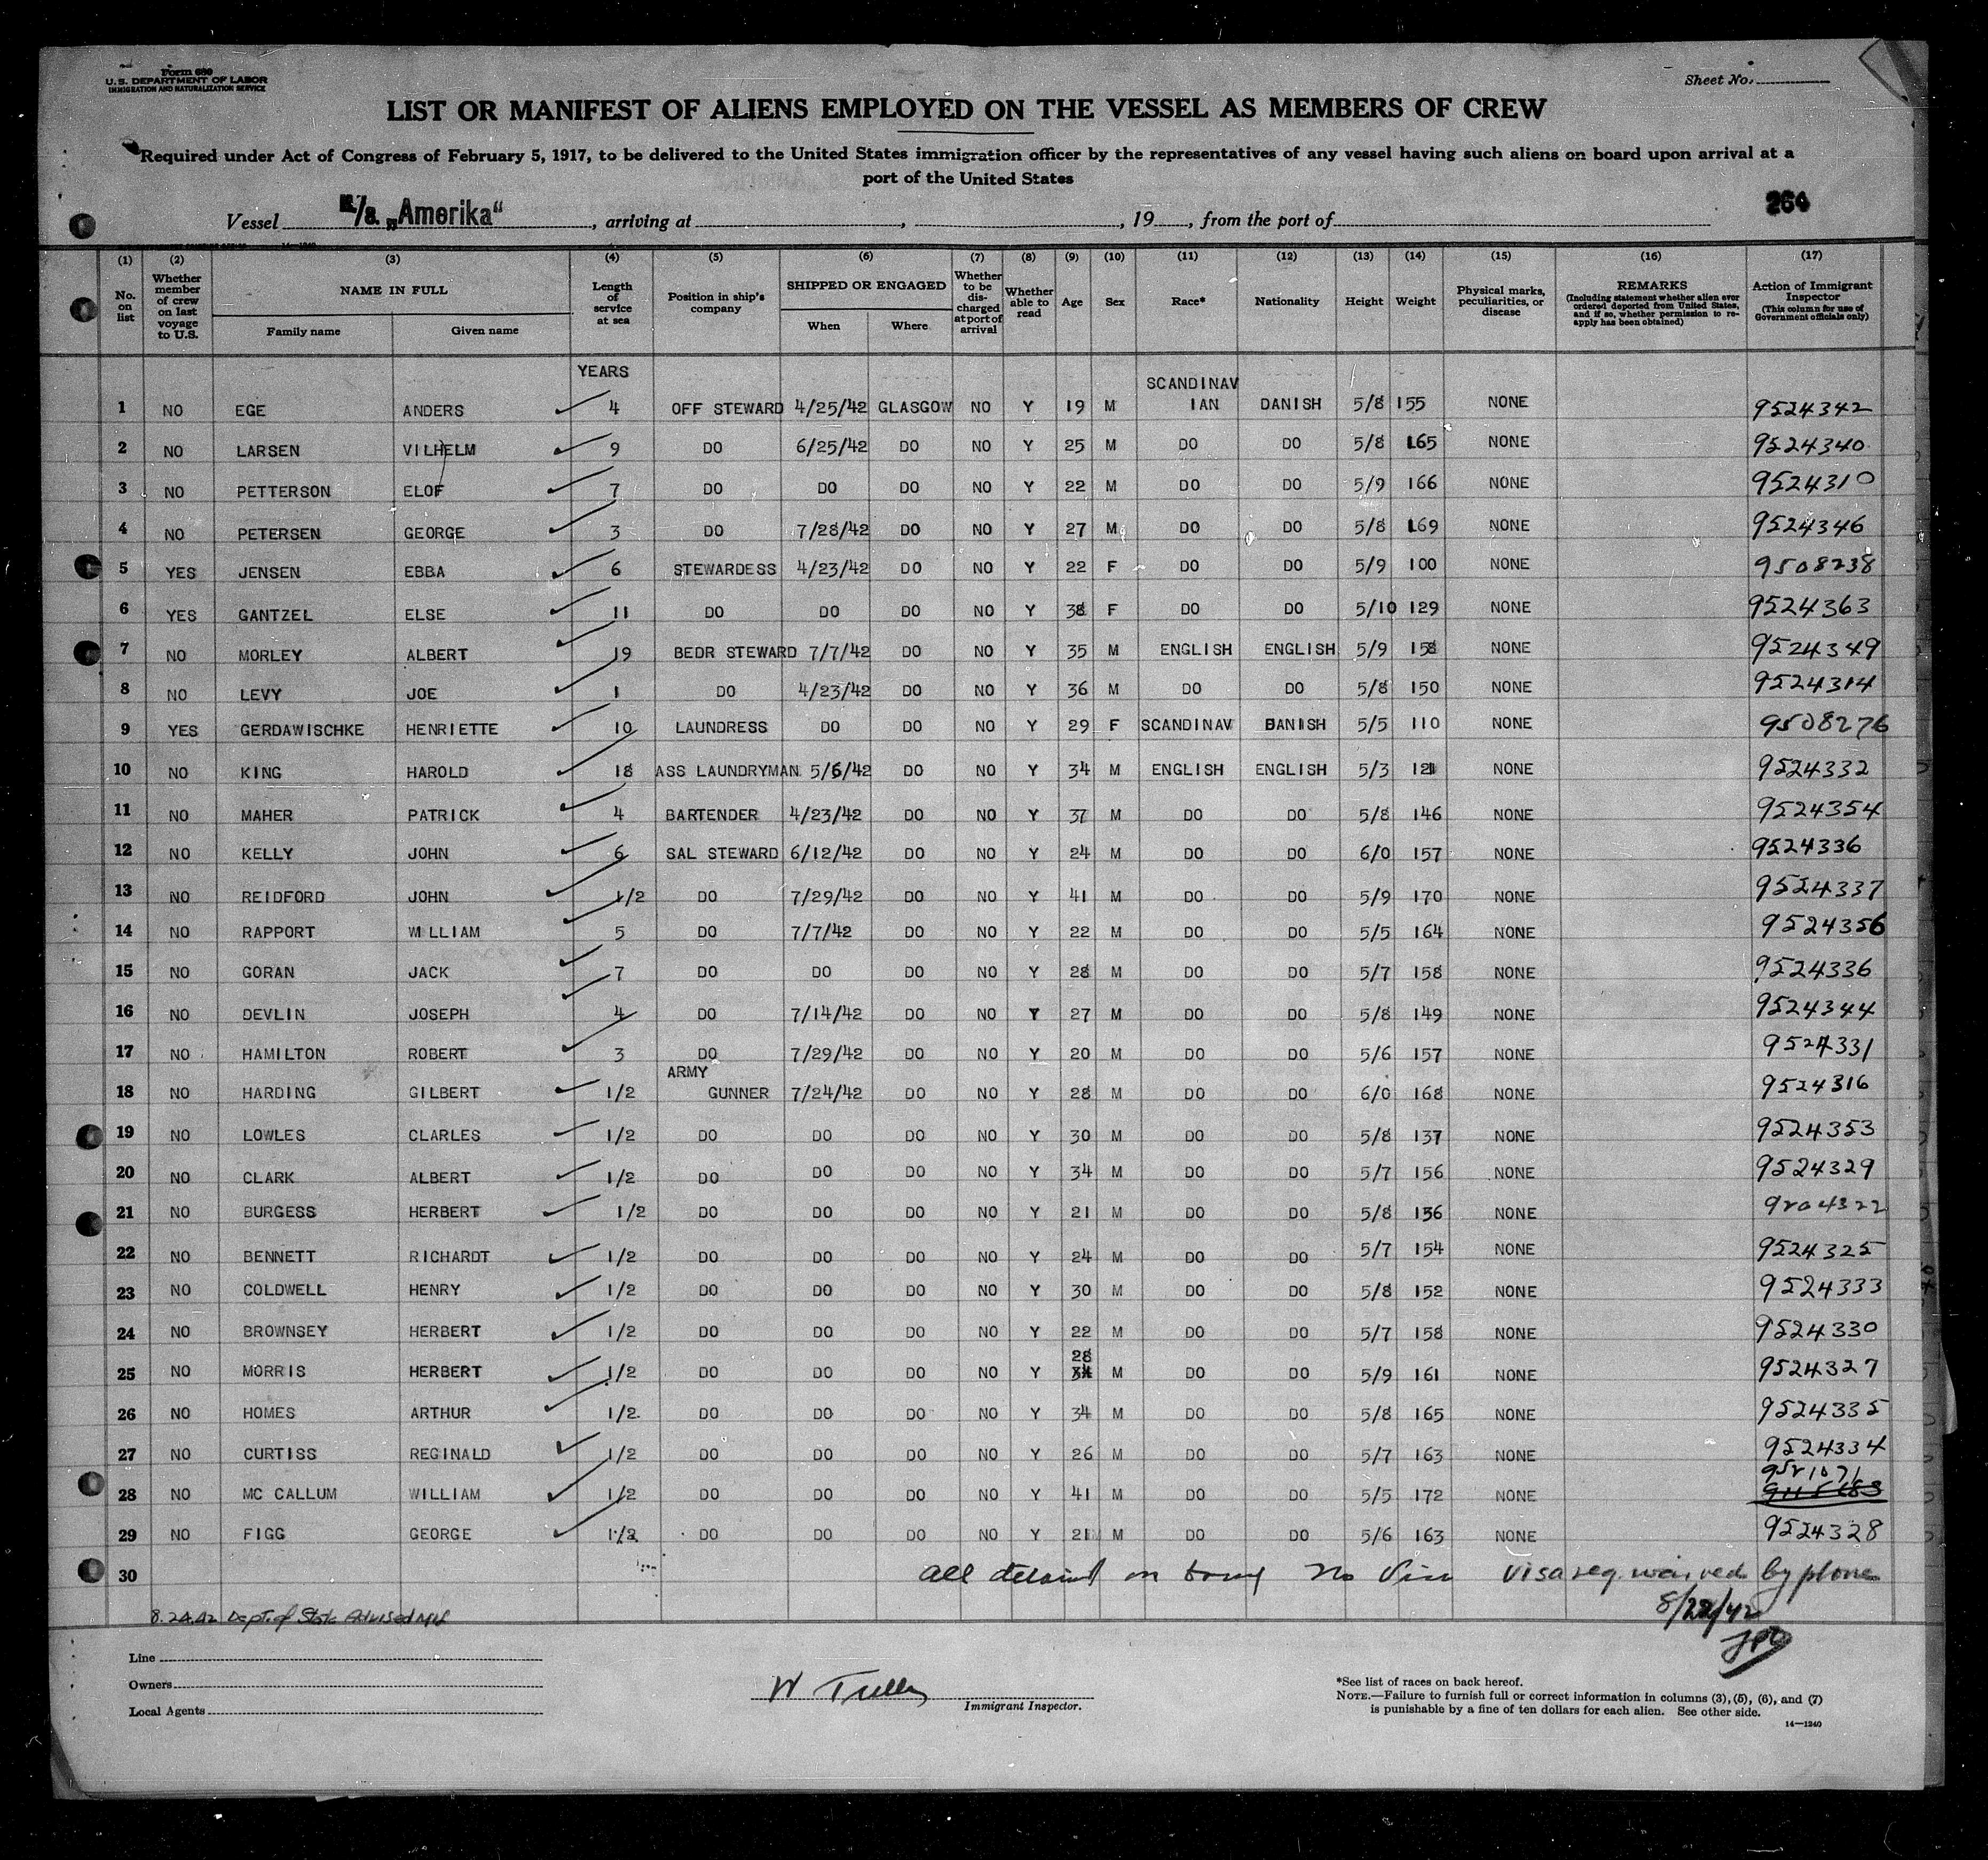 Form 680
U. S. DEPARTMENT OF LABOR
IMMIGRATION AND NATURALIZATION SERVICE
Sheet No.
LIST OR MANIFEST OF ALIENS EMPLOYED ON THE VESSEL AS MEMBERS OF CREW
Required under Act of Congress of February 5, 1917, to be delivered to the United States immigration officer by the representatives of any vessel having such aliens on board upon arrival at a
port of the United States
264
Vessel M/s. „Amerika“, arriving at , , 19 , from the port of
(1) No. on list (2) Whether member of crew on last voyage to U.S. (3) NAME IN FULL Family name Given name (4) Length of service at sea (5) Position in ship's company (6) SHIPPED OR ENGAGED When Where (7) Whether to be discharged at port of arrival (8) Whether able to read (9) Age (10) Sex (11) Race* (12) Nationality (13) Height (14) Weight (15) Physical marks, peculiarities, or disease (16) REMARKS (Including statement whether alien ever ordered deported from United States, and if so, whether permission to reapply has been obtained) (17) Action of Immigrant Inspector (This column for use of Government officials only)
YEARS
1 NO EGE ANDERS 4 OFF STEWARD 4/25/42 GLASGOW NO Y 19 M SCANDINAVIAN DANISH 5/8 155 NONE 9524342
2 NO LARSEN VILHELM 9 DO 6/25/42 DO NO Y 25 M DO DO 5/8 165 NONE 9524340
3 NO PETTERSON ELOF 7 DO DO DO NO Y 22 M DO DO 5/9 166 NONE 9524310
4 NO PETERSEN GEORGE 3 DO 7/28/42 DO NO Y 27 M DO DO 5/8 169 NONE 9524346
5 YES JENSEN EBBA 6 STEWARDESS 4/23/42 DO NO Y 22 F DO DO 5/9 100 NONE 9508238
6 YES GANTZEL ELSE 11 DO DO DO NO Y 38 F DO DO 5/10 129 NONE 9524363
7 NO MORLEY ALBERT 19 BEDR STEWARD 7/7/42 DO NO Y 35 M ENGLISH ENGLISH 5/9 158 NONE 9524349
8 NO LEVY JOE 1 DO 4/23/42 DO NO Y 36 M DO DO 5/8 150 NONE 9524314
9 YES GERDAWISCHKE HENRIETTE 10 LAUNDRESS DO DO NO Y 29 F SCANDINAV DANISH 5/5 110 NONE 9508276
10 NO KING HAROLD 18 ASS LAUNDRYMAN 5/6/42 DO NO Y 34 M ENGLISH ENGLISH 5/3 121 NONE 9524332
11 NO MAHER PATRICK 4 BARTENDER 4/23/42 DO NO Y 37 M DO DO 5/8 146 NONE 9524354
12 NO KELLY JOHN 6 SAL STEWARD 6/12/42 DO NO Y 24 M DO DO 6/0 157 NONE 9524336
13 NO REIDFORD JOHN 1/2 DO 7/29/42 DO NO Y 41 M DO DO 5/9 170 NONE 9524337
14 NO RAPPORT WILLIAM 5 DO 7/7/42 DO NO Y 22 M DO DO 5/5 164 NONE 9524356
15 NO GORAN JACK 7 DO DO DO NO Y 28 M DO DO 5/7 158 NONE 9524336
16 NO DEVLIN JOSEPH 4 DO 7/14/42 DO NO Y 27 M DO DO 5/8 149 NONE 9524344
17 NO HAMILTON ROBERT 3 DO 7/29/42 DO NO Y 20 M DO DO 5/6 157 NONE 9524331
18 NO HARDING GILBERT 1/2 ARMY GUNNER 7/24/42 DO NO Y 28 M DO DO 6/0 168 NONE 9524316
19 NO LOWLES CLARLES 1/2 DO DO DO NO Y 30 M DO DO 5/8 137 NONE 9524353
20 NO CLARK ALBERT 1/2 DO DO DO NO Y 34 M DO DO 5/7 156 NONE 9524329
21 NO BURGESS HERBERT 1/2 DO DO DO NO Y 21 M DO DO 5/8 136 NONE
22 NO BENNETT RICHARDT 1/2 DO DO DO NO Y 24 M DO DO 5/7 154 NONE 9524325
23 NO COLDWELL HENRY 1/2 DO DO DO NO Y 30 M DO DO 5/8 152 NONE 9524333
24 NO BROWNSEY HERBERT 1/2 DO DO DO NO Y 22 M DO DO 5/7 158 NONE 9524330
25 NO MORRIS HERBERT 1/2 DO DO DO NO Y 28 M DO DO 5/9 161 NONE 9524327
26 NO HOMES ARTHUR 1/2 DO DO DO NO Y 34 M DO DO 5/8 165 NONE 9524335
27 NO CURTISS REGINALD 1/2 DO DO DO NO Y 26 M DO DO 5/7 163 NONE 9524334
28 NO MC CALLUM WILLIAM 1/2 DO DO DO NO Y 41 M DO DO 5/5 172 NONE
29 NO FIGG GEORGE 1/2 DO DO DO NO Y 21 M DO DO 5/6 163 NONE 9524328
30 all detained on board No Visa Visa req. waived by phone
8/22/42
8.24.42 Dept. of State Advised
Line
Owners
Local Agents
W Tully
Immigrant Inspector.
*See list of races on back hereof.
NOTE.—Failure to furnish full or correct information in columns (3), (5), (6), and (7)
is punishable by a fine of ten dollars for each alien. See other side.
14—1240